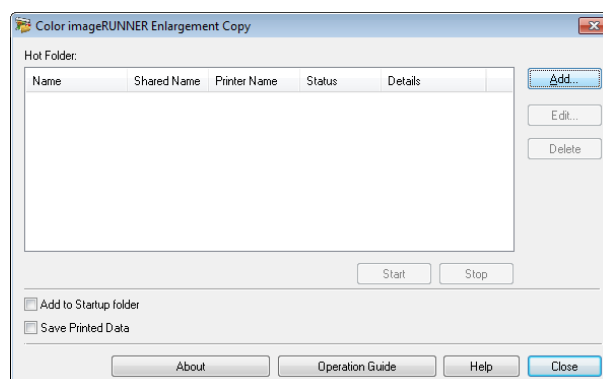 Color imageRUNNER Enlargement Copy
Hot Folder:
Name Shared Name Printer Name Status Details
Add...
Edit...
Delete
Start Stop
Add to Startup folder
Save Printed Data
About Operation Guide Help Close